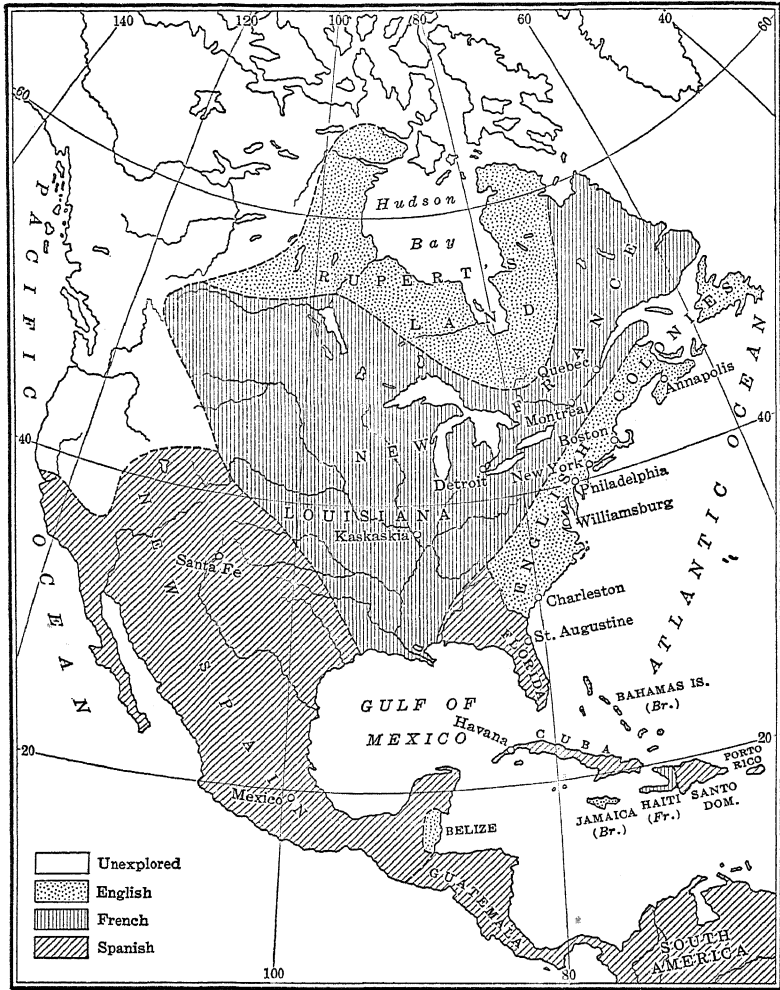 140
120
100
80
60
40
60
60
Hudson
Bay
PACIFIC
OCEAN
RUPERT'S
LAND
NEW FRANCE
ENGLISH COLONIES
Quebec
Annapolis
Montreal
Boston
40
40
New York
Detroit
Philadelphia
LOUISIANA
Williamsburg
Kaskaskia
Santa Fe
NEW SPAIN
Charleston
St. Augustine
FLORIDA
ATLANTIC OCEAN
GULF OF
MEXICO
BAHAMAS IS.
(Br.)
Havana
CUBA
20
20
PORTO
RICO
Mexico
JAMAICA
(Br.)
HAITI
(Fr.)
SANTO
DOM.
BELIZE
GUATEMALA
SOUTH
AMERICA
Unexplored
English
French
Spanish
100
80